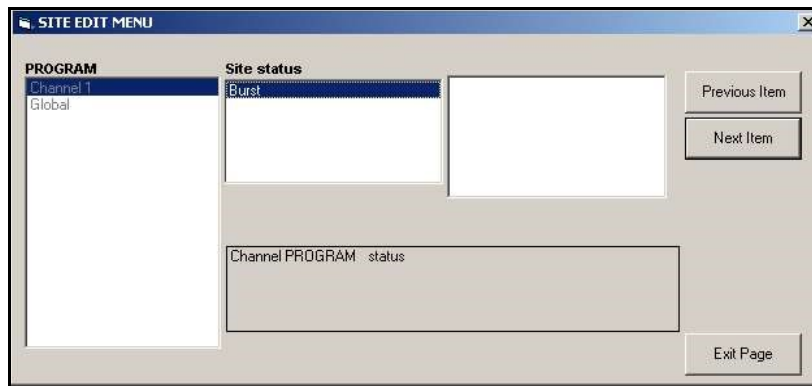 SITE EDIT MENU
PROGRAM
Channel 1
Global
Site status
Burst
Previous Item
Next Item
Channel PROGRAM status
Exit Page